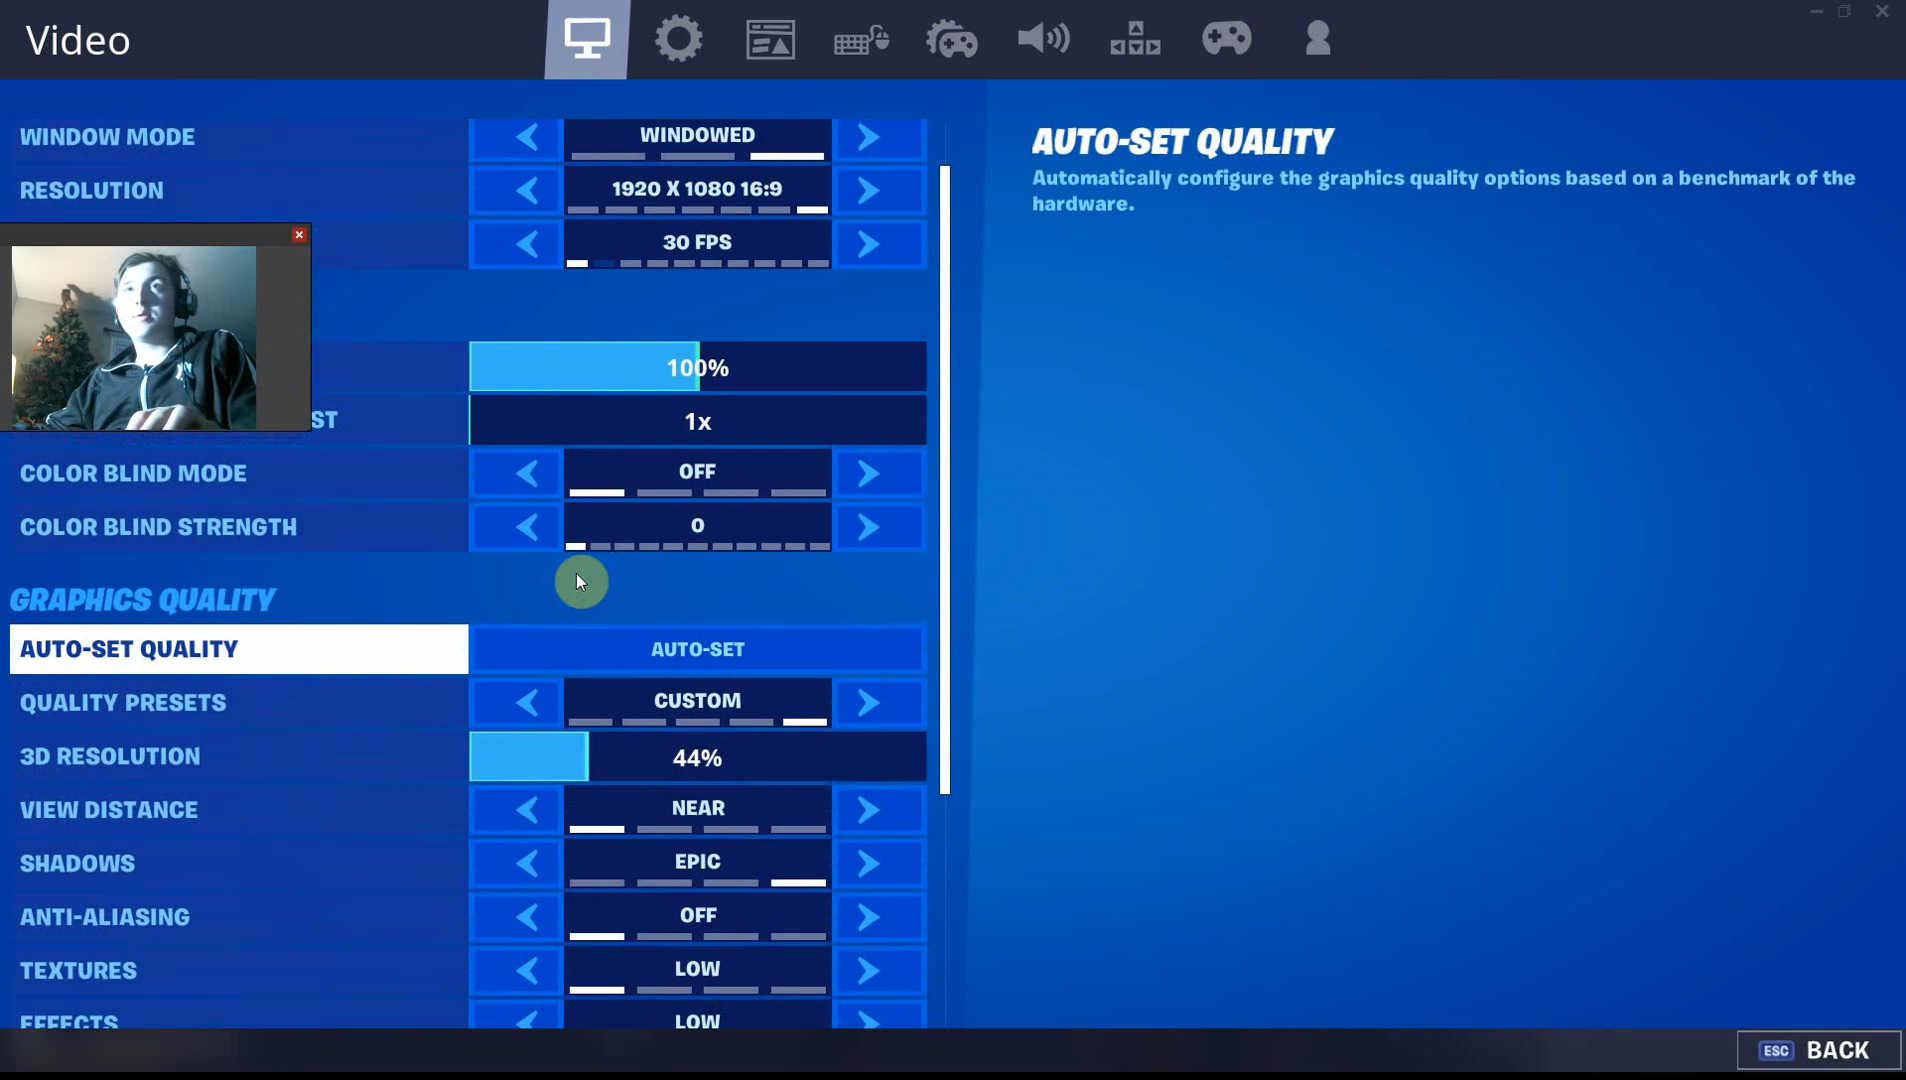 Video
WINDOW MODE
WINDOWED
RESOLUTION
1920 X 1080 16:9
30 FPS
100%
ST
1x
COLOR BLIND MODE
OFF
COLOR BLIND STRENGTH
0
GRAPHICS QUALITY
AUTO-SET QUALITY
AUTO-SET
QUALITY PRESETS
CUSTOM
3D RESOLUTION
44%
VIEW DISTANCE
NEAR
SHADOWS
EPIC
ANTI-ALIASING
OFF
TEXTURES
LOW
EFFECTS
LOW
AUTO-SET QUALITY
Automatically configure the graphics quality options based on a benchmark of the
hardware.
ESC BACK